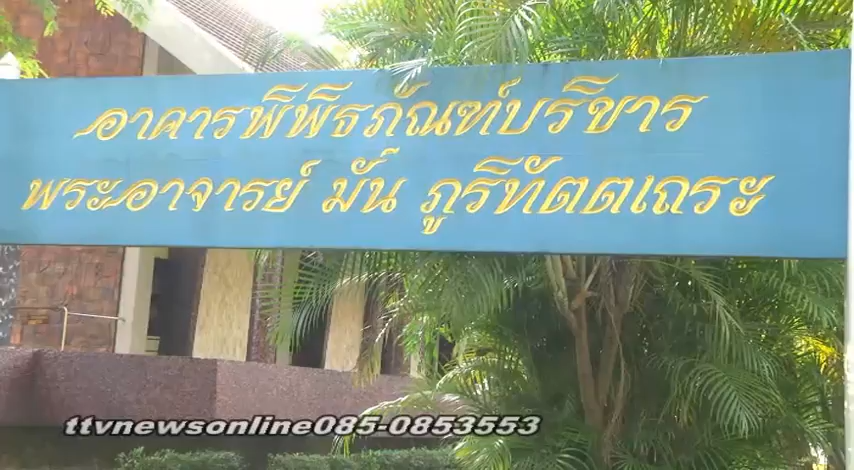 อาคารพิพิธภัณฑ์บริขาร
พระอาจารย์ มั่น ภูริทัตตเถระ
ttvnewsonline085-0853553